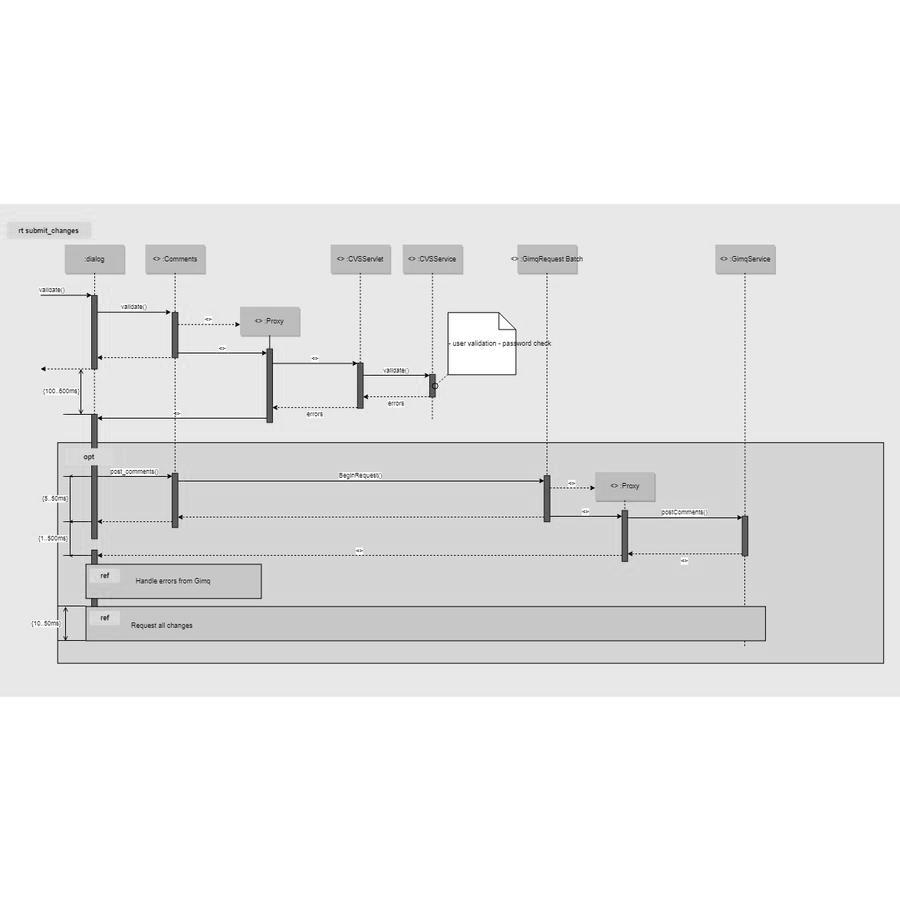 rt submit_changes
:dialog
<> :Comments
<> :CVSServlet
<> :CVSService
<> :GimqRequest Batch
<> :GimqService
validate()
validate()
<>
<> :Proxy
- user validation - password check
<>
<>
validate()
{100..500ms}
errors
<>
errors
opt
post_comments()
BeginRequest()
<>
<> :Proxy
{5..50ms}
<>
postComments()
{1..500ms}
<>
<>
ref
Handle errors from Gimq
ref
{10..50ms}
Request all changes